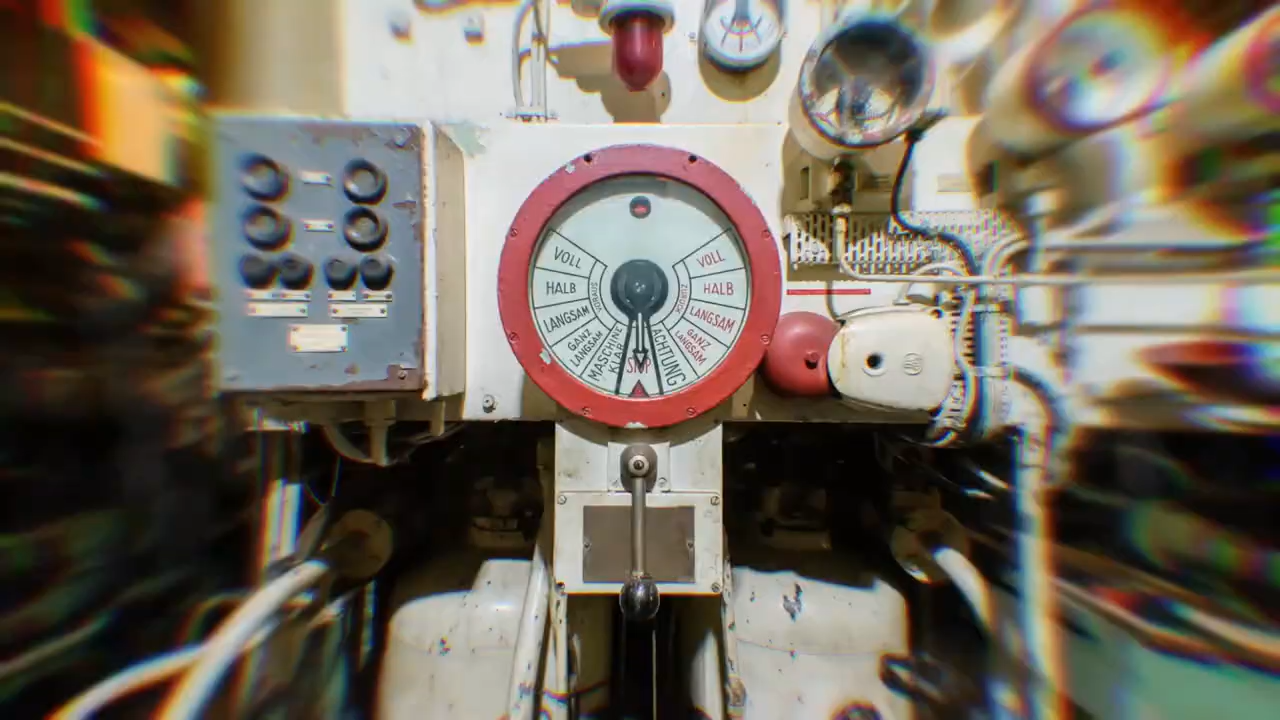 VOLL
HALB
LANGSAM
GANZ
LANGSAM
MASCHINE
KLAR
VORAUS
STOP
ACHTUNG
GANZ
LANGSAM
LANGSAM
HALB
VOLL
ZURÜCK